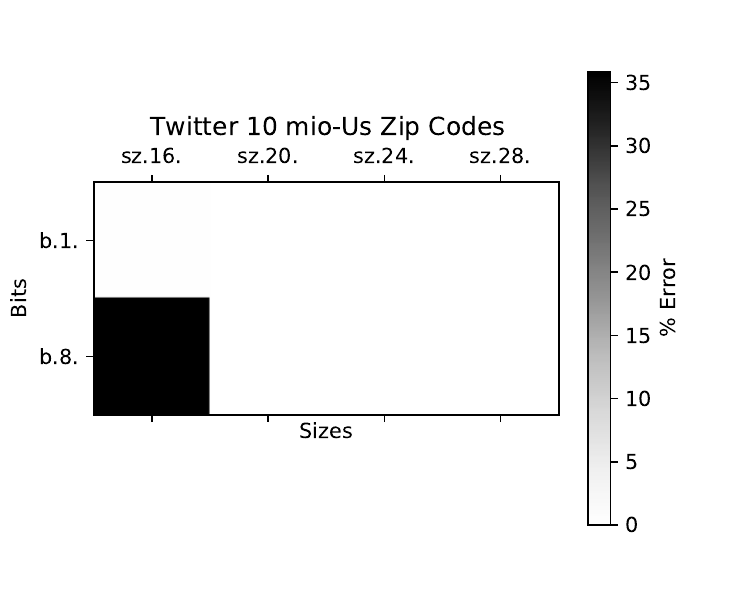 Twitter 10 mio-Us Zip Codes
sz.16. sz.20. sz.24. sz.28.
b.1.
b.8.
Bits
Sizes
35
30
25
20
15
10
5
0
% Error